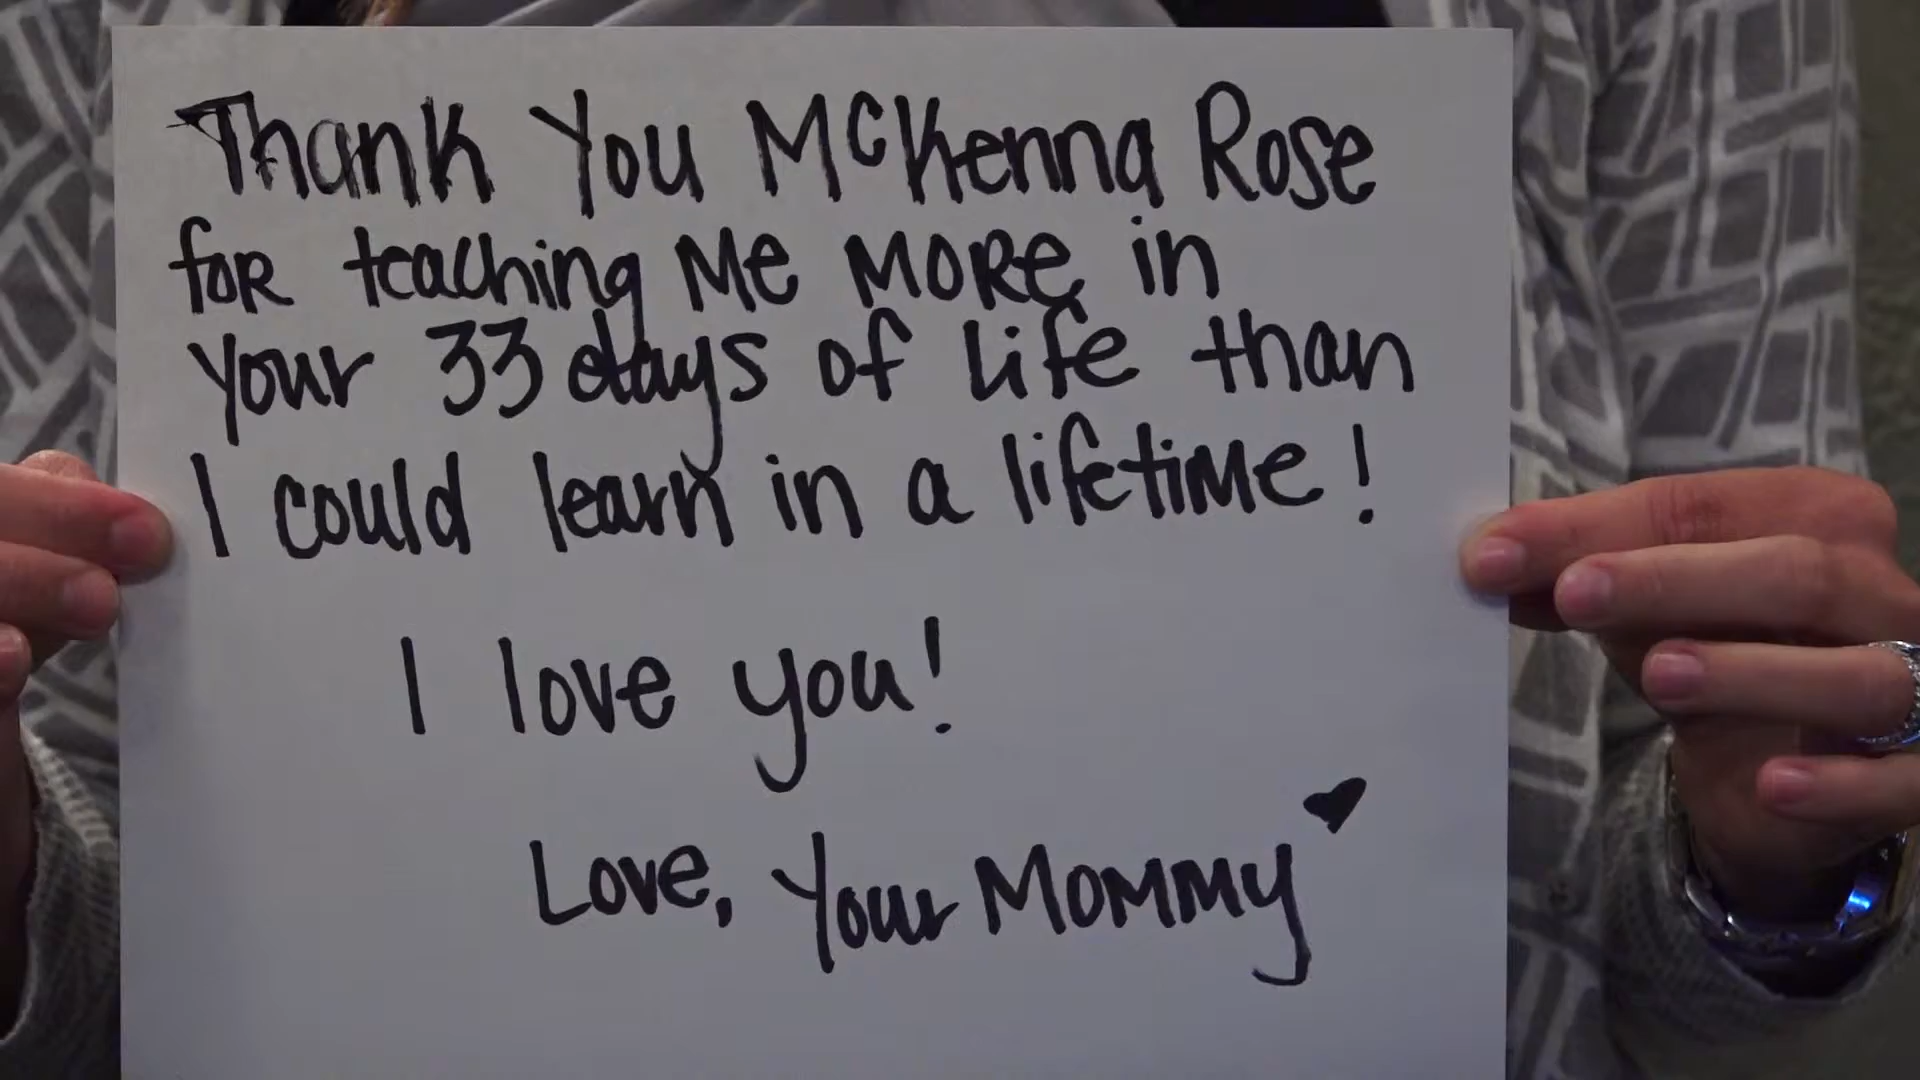 Thank You McKenna Rose
for teaching Me More in
your 33 days of life than
I could learn in a lifetime!
I love you!
Love, Your Mommy